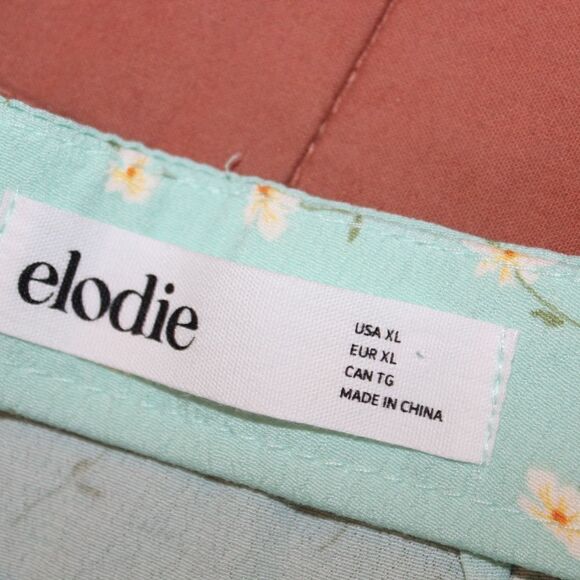 elodie
USA XL
EUR XL
CAN TG
MADE IN CHINA